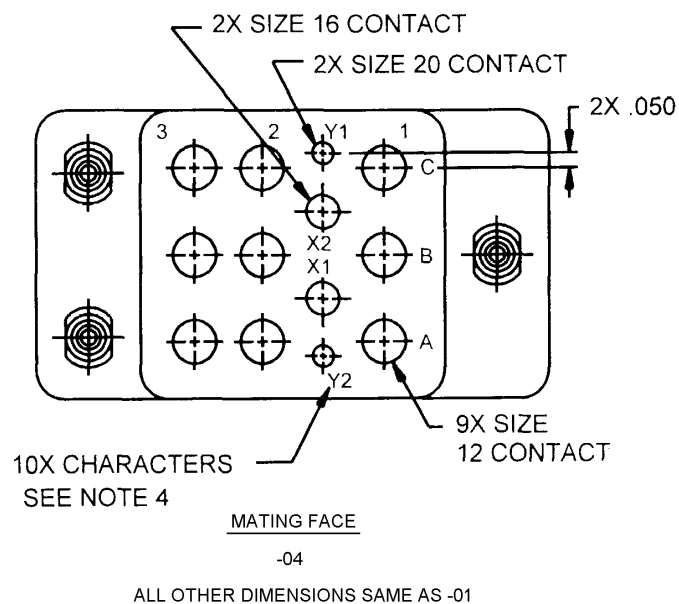 2X SIZE 16 CONTACT
2X SIZE 20 CONTACT
2X .050
3 2 Y1 1
C
X2
X1
B
A
Y2
9X SIZE
12 CONTACT
10X CHARACTERS
SEE NOTE 4
MATING FACE
-04
ALL OTHER DIMENSIONS SAME AS -01